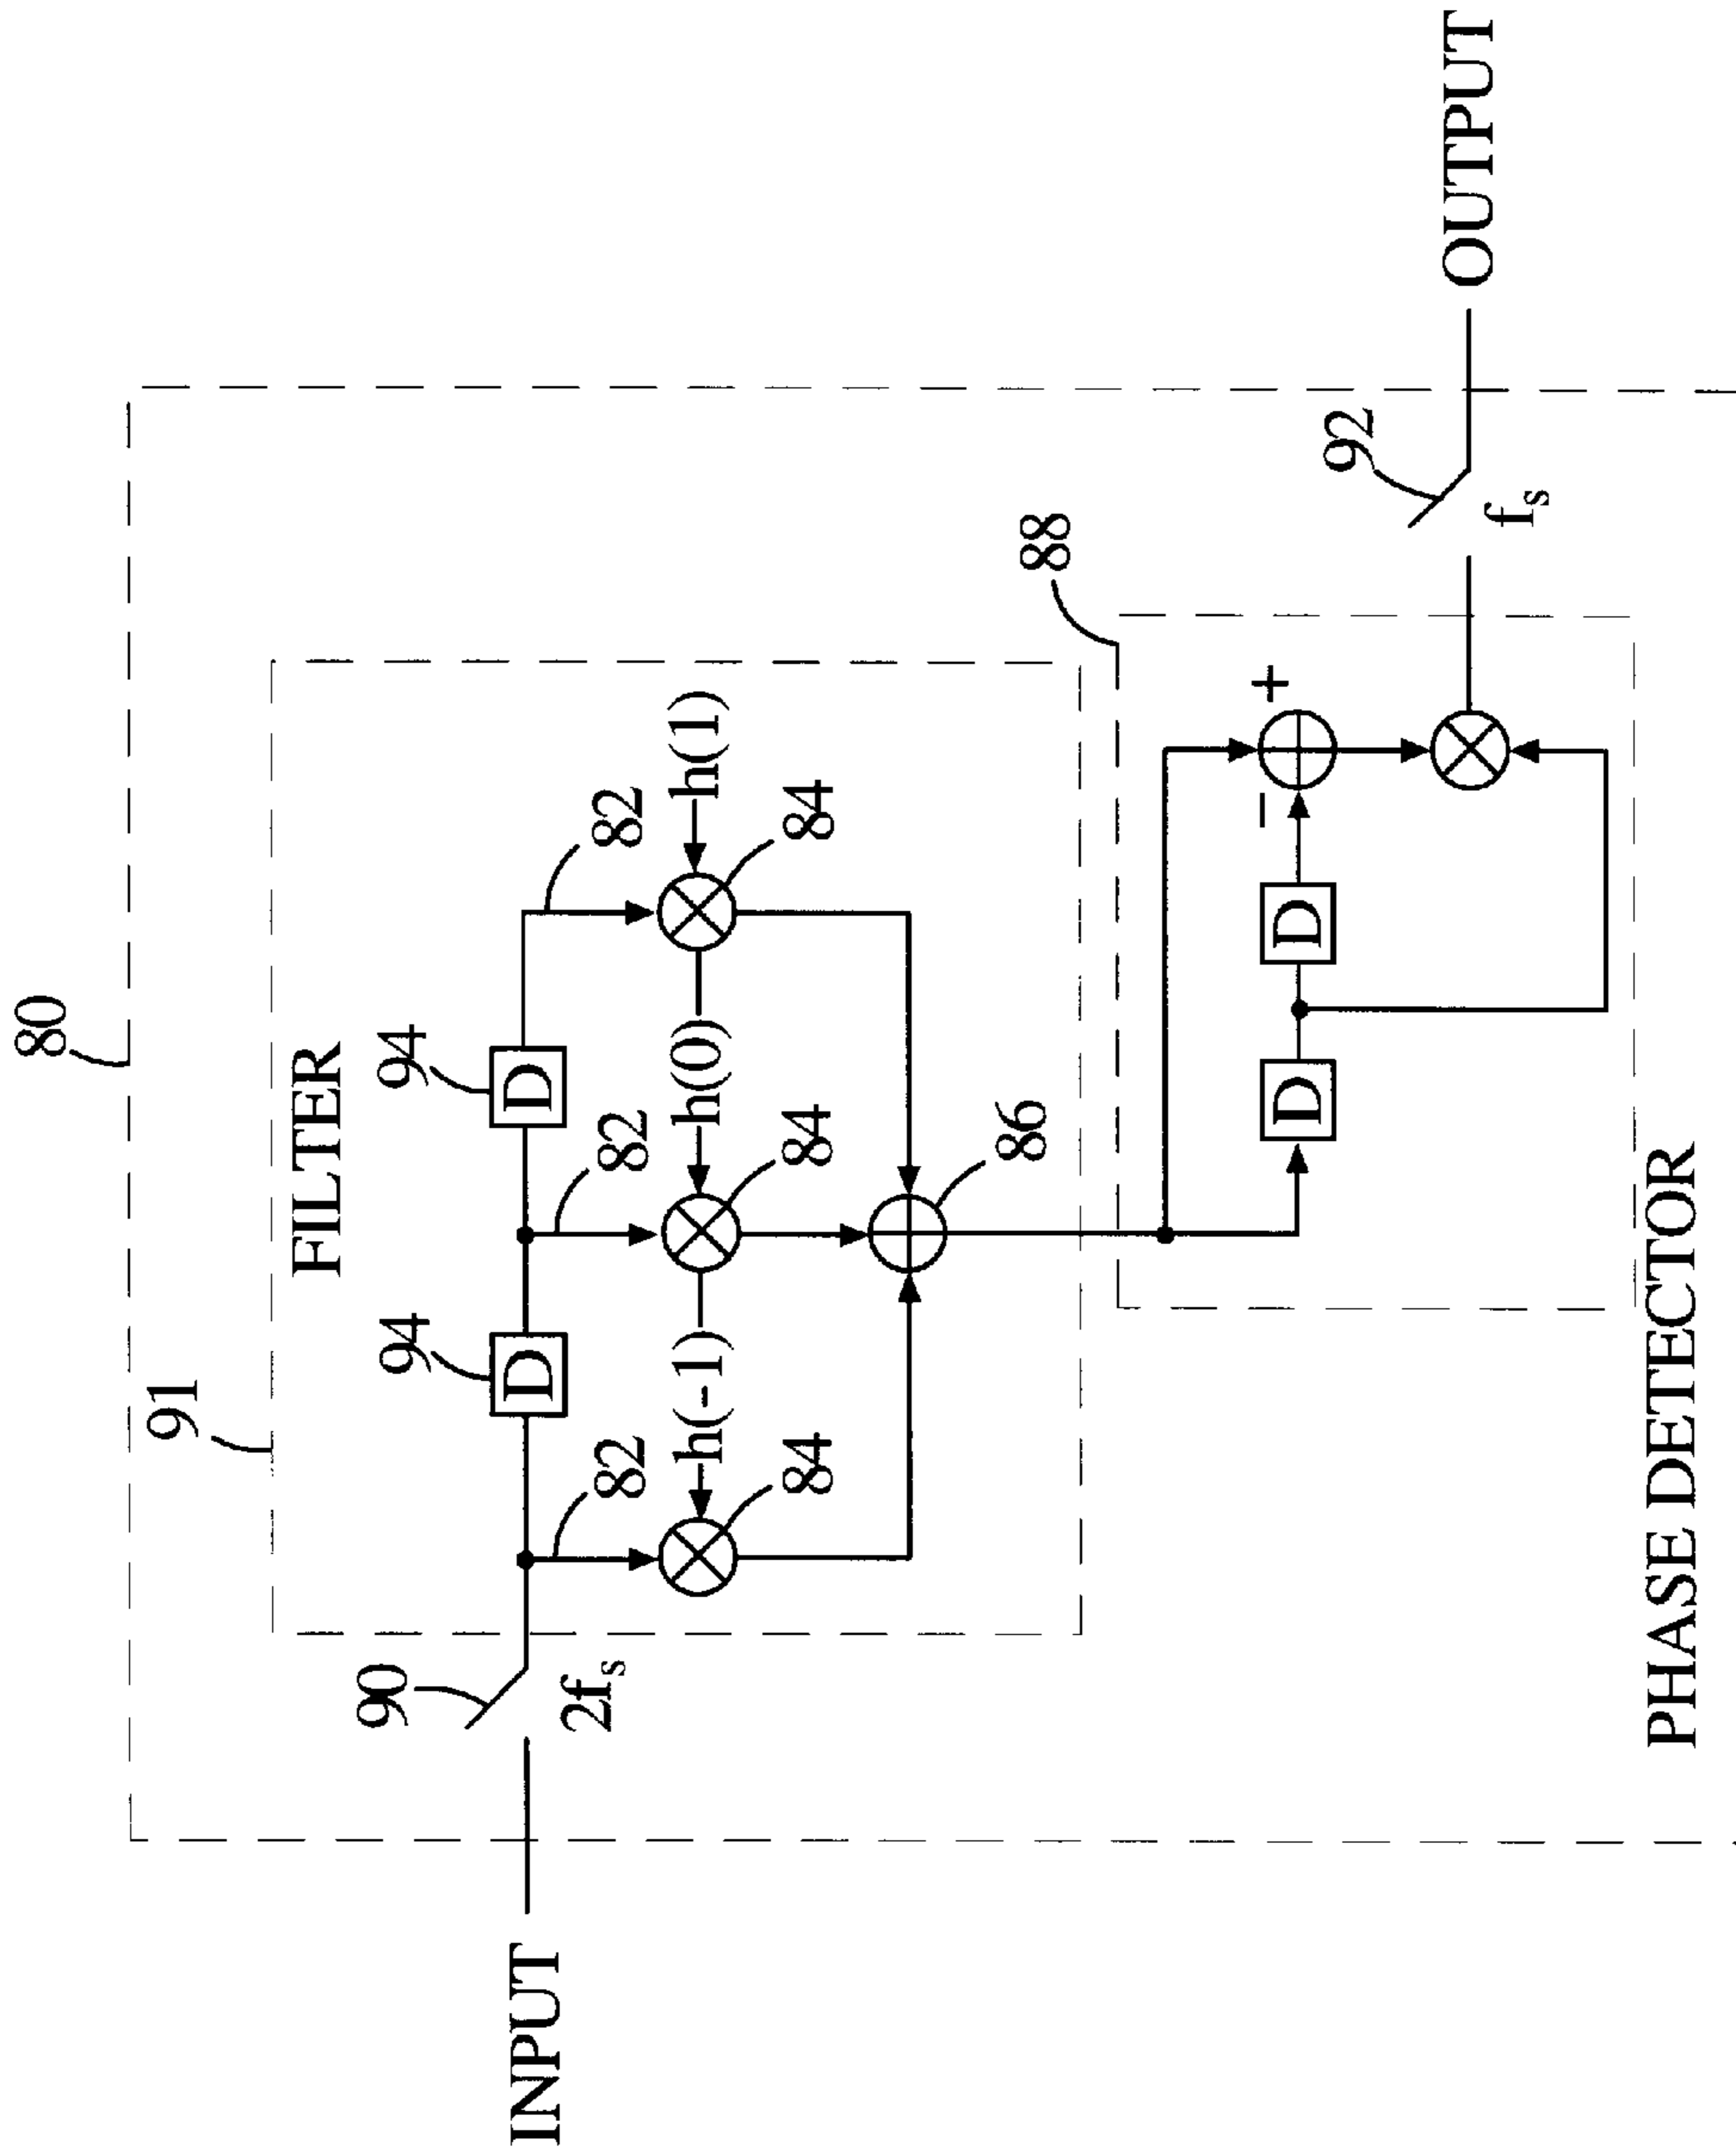 80
91
FILTER
94
94
D
D
90
2fₛ
INPUT
82
82
82
h(-1)
h(0)
h(1)
84
84
84
86
88
D
D
−
+
92
fₛ
OUTPUT
PHASE DETECTOR